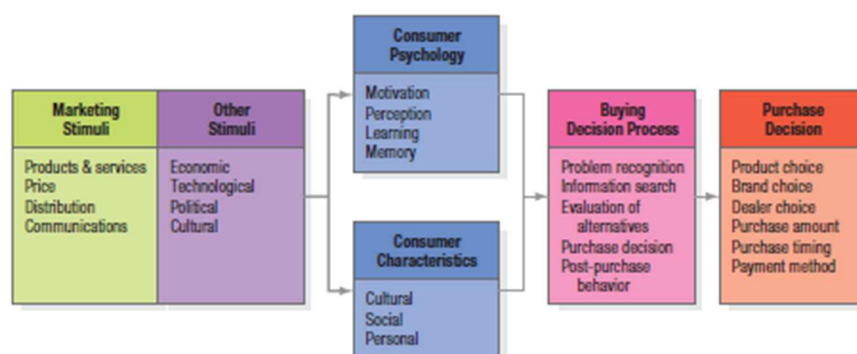 Marketing
Stimuli
Products & services
Price
Distribution
Communications
Other
Stimuli
Economic
Technological
Political
Cultural
Consumer
Psychology
Motivation
Perception
Learning
Memory
Consumer
Characteristics
Cultural
Social
Personal
Buying
Decision Process
Problem recognition
Information search
Evaluation of
alternatives
Purchase decision
Post-purchase
behavior
Purchase
Decision
Product choice
Brand choice
Dealer choice
Purchase amount
Purchase timing
Payment method